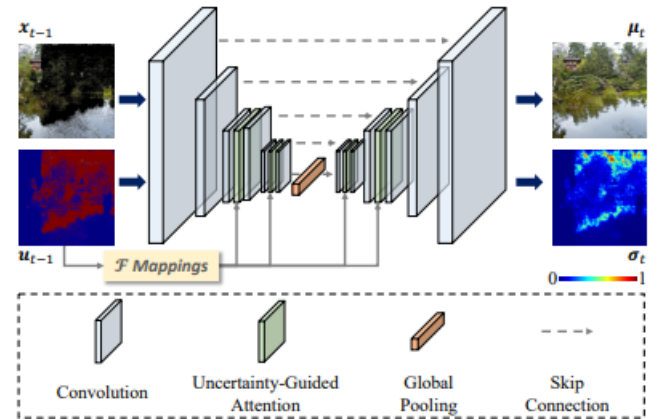 x_{t−1}
μ_t
u_{t−1}
ℱ Mappings
σ_t
0 1
Convolution
Uncertainty-Guided
Attention
Global
Pooling
Skip
Connection